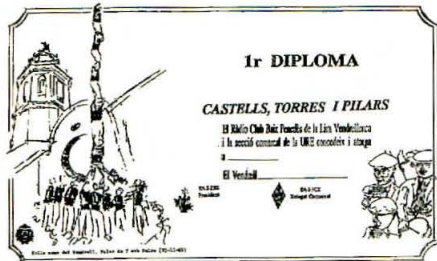 1r DIPLOMA
CASTELLS, TORRES I PILARS
El Ràdio Club Baix Penedès de la Lira Vendrellenca
i la secció comarcal de la URE concedeix i atorga
a
El Vendrell
President
Delegat Comarcal